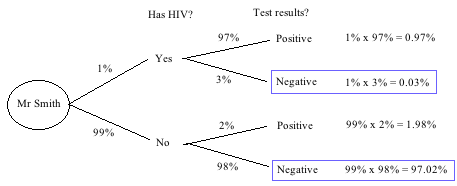 Has HIV?
Test results?
97%
Positive
1% x 97% = 0.97%
Yes
1%
3%
Negative
1% x 3% = 0.03%
Mr Smith
99%
2%
Positive
99% x 2% = 1.98%
No
98%
Negative
99% x 98% = 97.02%